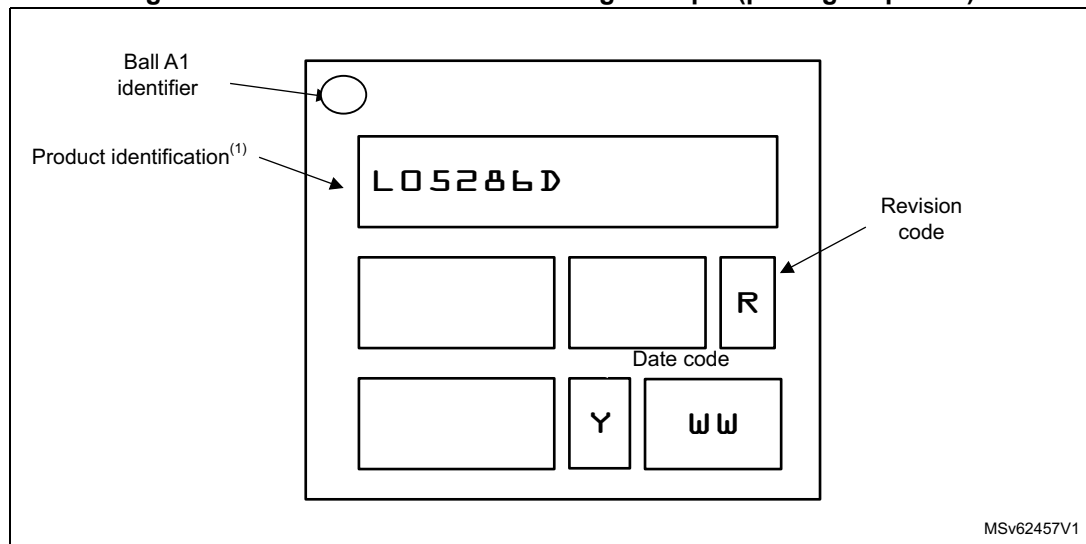 Ball A1
identifier
Product identification(1)
L05286D
Revision
code
R
Date code
Y WW
MSv62457V1